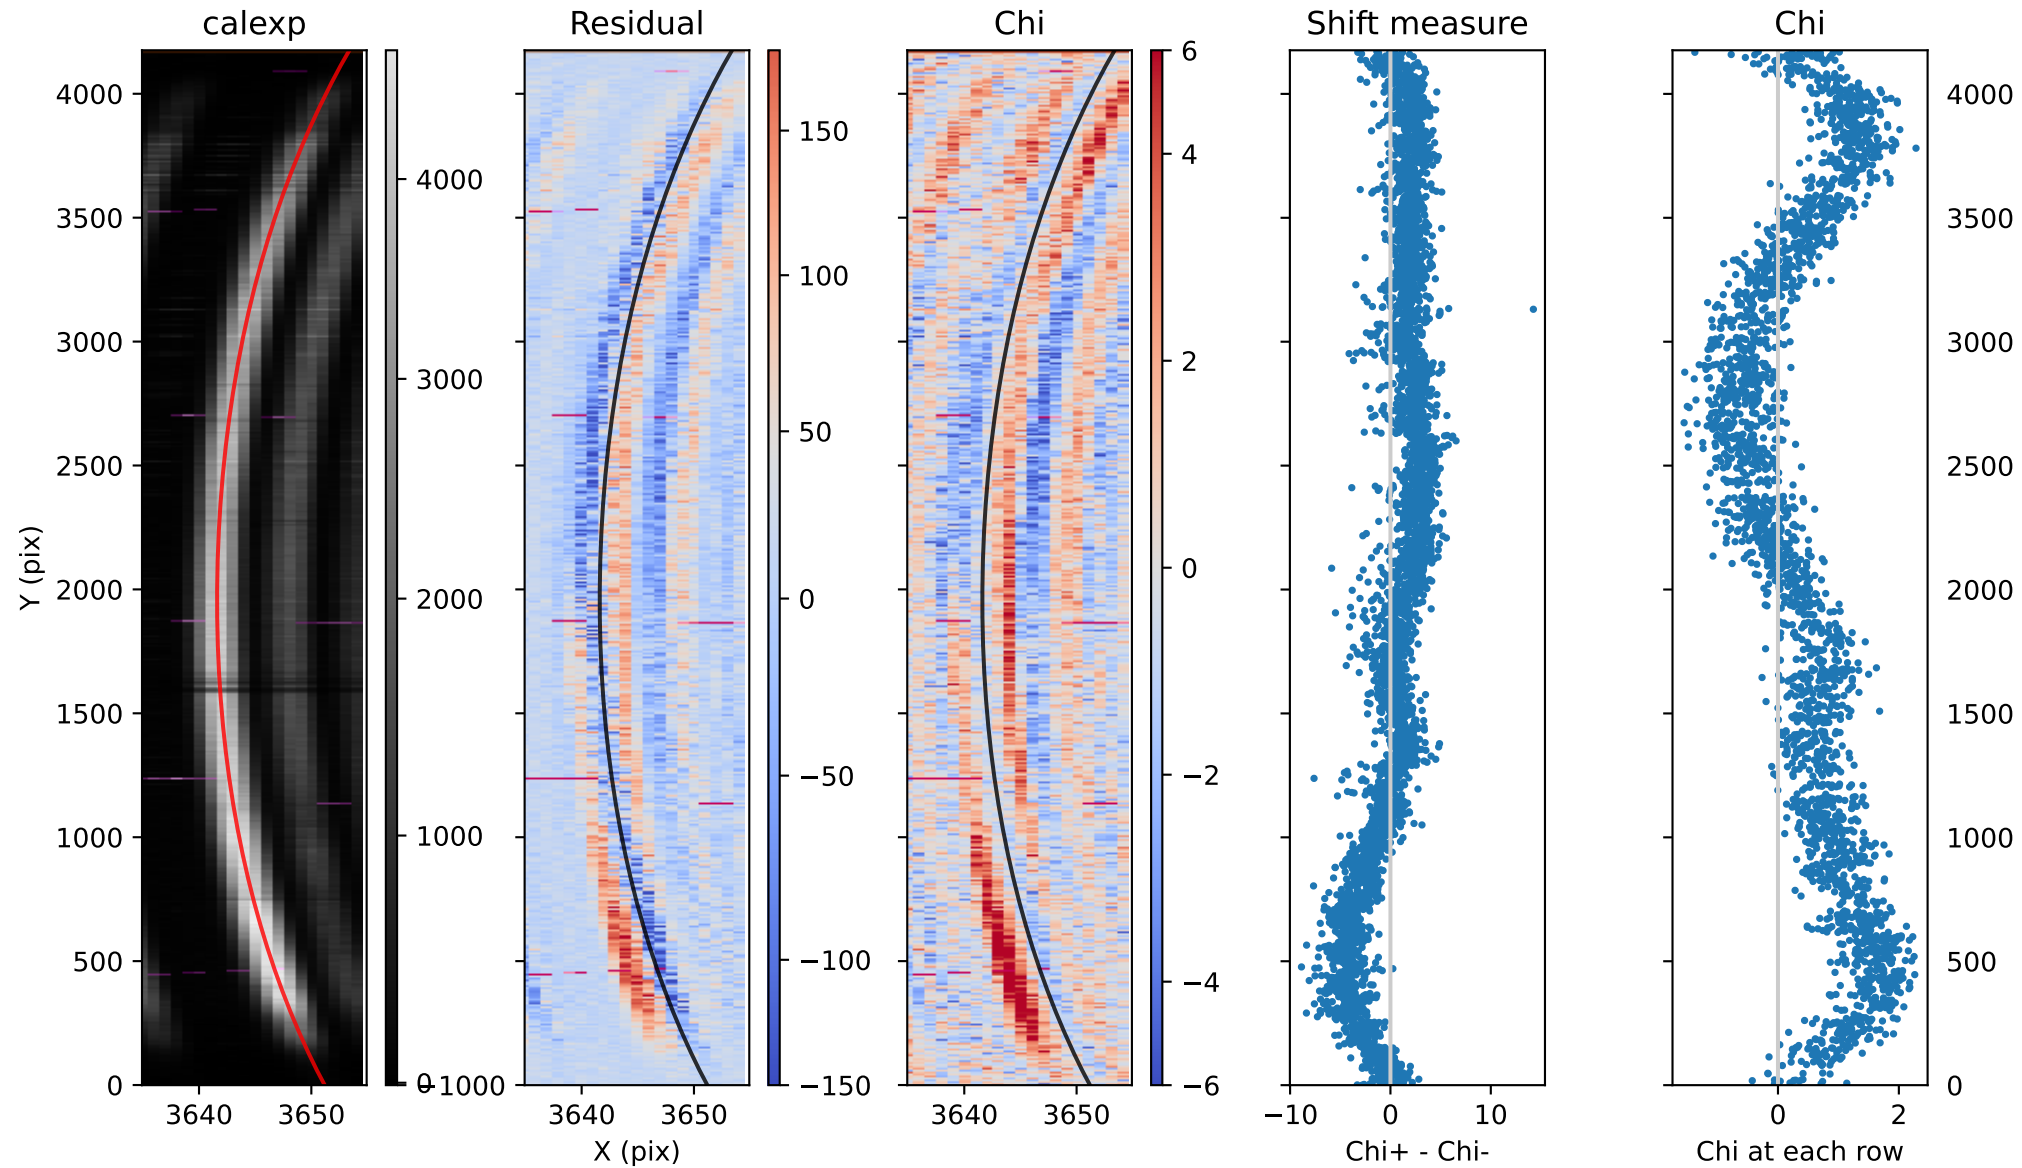 calexp Residual Chi Shift measure Chi
4000 4000 150 6 4000
3500 3000 100 4 3500
3000 2000 50 2 3000
2500 1000 0 0 2500
2000 0 −50 −2 2000
1500 −1000 −100 −4 1500
1000 −150 −6 1000
500 500
0 0
Y (pix)
3640 3650 3640 3650 3640 3650 −10 0 10 0 2
X (pix) Chi+ - Chi- Chi at each row